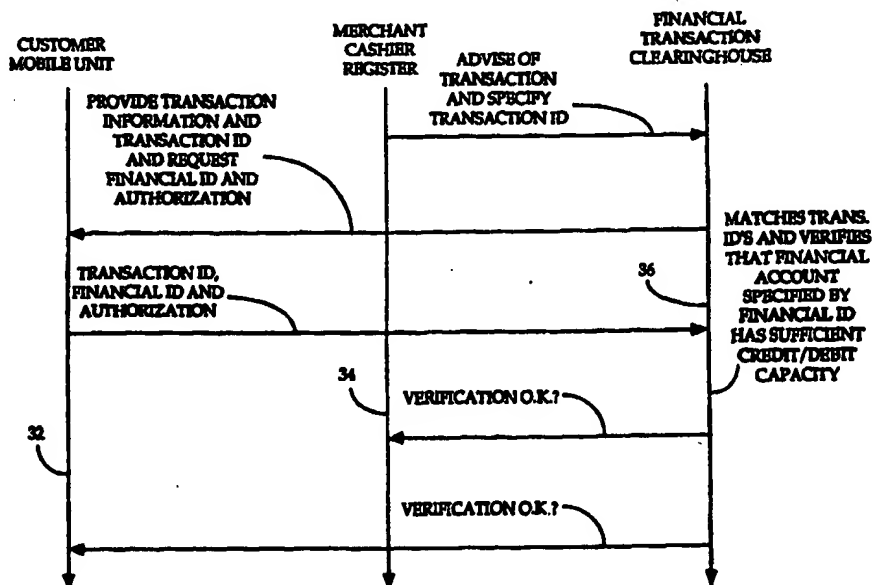 CUSTOMER
MOBILE UNIT
MERCHANT
CASHIER
REGISTER
FINANCIAL
TRANSACTION
CLEARINGHOUSE
ADVISE OF
TRANSACTION
AND SPECIFY
TRANSACTION ID
PROVIDE TRANSACTION
INFORMATION AND
TRANSACTION ID
AND REQUEST
FINANCIAL ID AND
AUTHORIZATION
MATCHES TRANS.
ID'S AND VERIFIES
THAT FINANCIAL
ACCOUNT
SPECIFIED BY
FINANCIAL ID
HAS SUFFICIENT
CREDIT/DEBIT
CAPACITY
36
TRANSACTION ID,
FINANCIAL ID AND
AUTHORIZATION
34
VERIFICATION O.K.?
32
VERIFICATION O.K.?